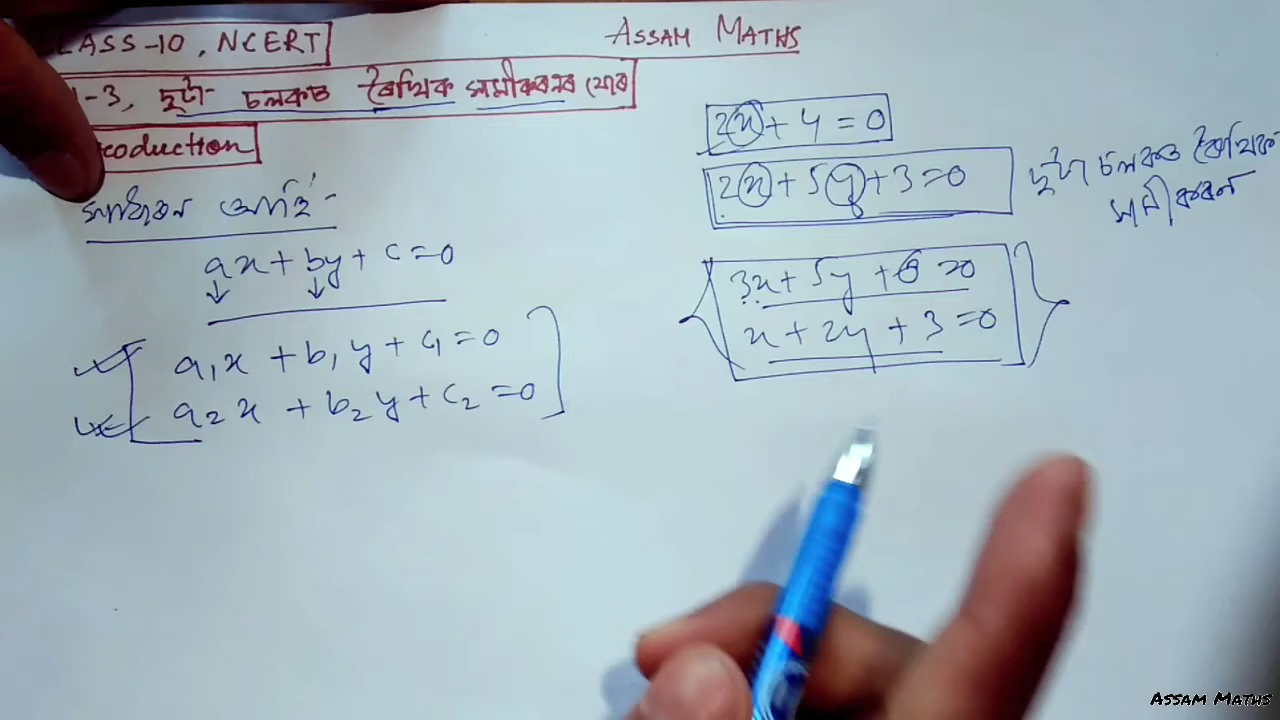 LASS-10, NCERT
ASSAM MATHS
-3, দুটা চলকত ৰৈখিক সমীকৰণৰ যোৰ
roduction
সাধাৰণ আৰ্হি:-
ax + by + c = 0
a₁x + b₁y + c₁ = 0
a₂x + b₂y + c₂ = 0
2x + 4 = 0
2x + 5y + 3 = 0
দুটা চলকত ৰৈখিক
সমীকৰণ
3x + 5y + = 0
x + 2y + 3 = 0
ASSAM MATHS